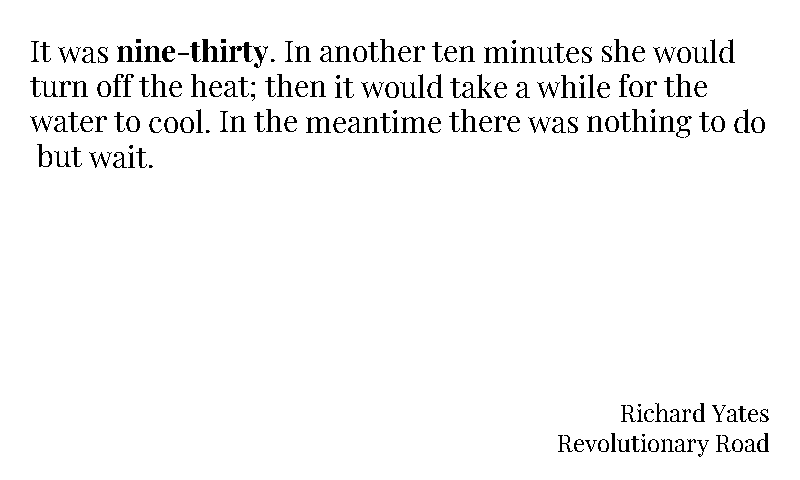 It was nine-thirty. In another ten minutes she would
turn off the heat; then it would take a while for the
water to cool. In the meantime there was nothing to do
but wait.
Richard Yates
Revolutionary Road